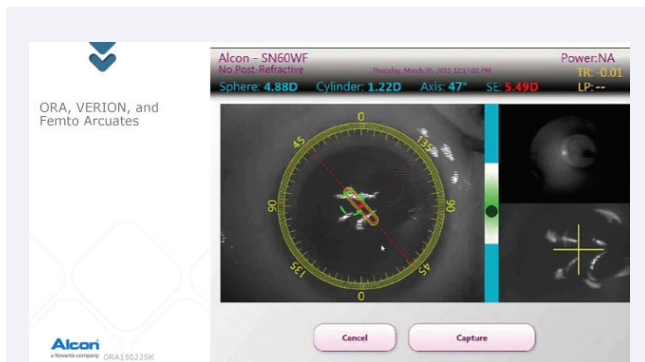 ORA, VERION, and
Femto Arcuates
Alcon
a Novartis company
ORA15022SK
Alcon - SN60WF
No Post-Refractive
Thursday, March 05, 2015 12:17:02 PM
Power:NA
TR: -0.01
LP: --
Sphere: 4.88D Cylinder: 1.22D Axis: 47° SE: 5.49D
0
45
135
90
90
135
45
0
Cancel
Capture